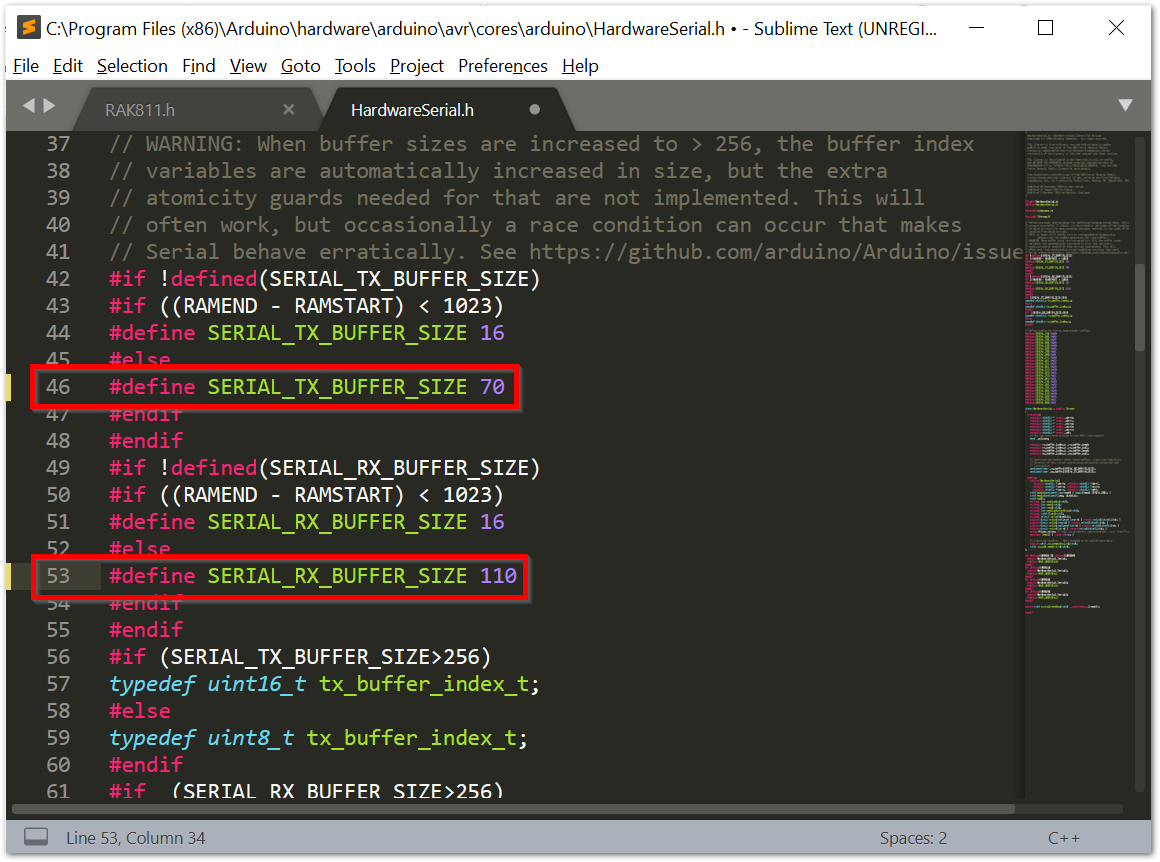 C:\Program Files (x86)\Arduino\hardware\arduino\avr\cores\arduino\HardwareSerial.h • - Sublime Text (UNREGI...
File Edit Selection Find View Goto Tools Project Preferences Help
RAK811.h HardwareSerial.h
37 // WARNING: When buffer sizes are increased to > 256, the buffer index
38 // variables are automatically increased in size, but the extra
39 // atomicity guards needed for that are not implemented. This will
40 // often work, but occasionally a race condition can occur that makes
41 // Serial behave erratically. See https://github.com/arduino/Arduino/issue
42 #if !defined(SERIAL_TX_BUFFER_SIZE)
43 #if ((RAMEND - RAMSTART) < 1023)
44 #define SERIAL_TX_BUFFER_SIZE 16
45 #else
46 #define SERIAL_TX_BUFFER_SIZE 70
47 #endif
48 #endif
49 #if !defined(SERIAL_RX_BUFFER_SIZE)
50 #if ((RAMEND - RAMSTART) < 1023)
51 #define SERIAL_RX_BUFFER_SIZE 16
52 #else
53 #define SERIAL_RX_BUFFER_SIZE 110
54 #endif
55 #endif
56 #if (SERIAL_TX_BUFFER_SIZE>256)
57 typedef uint16_t tx_buffer_index_t;
58 #else
59 typedef uint8_t tx_buffer_index_t;
60 #endif
61 #if  (SERIAL_RX_BUFFER_SIZE>256)
Line 53, Column 34 Spaces: 2 C++